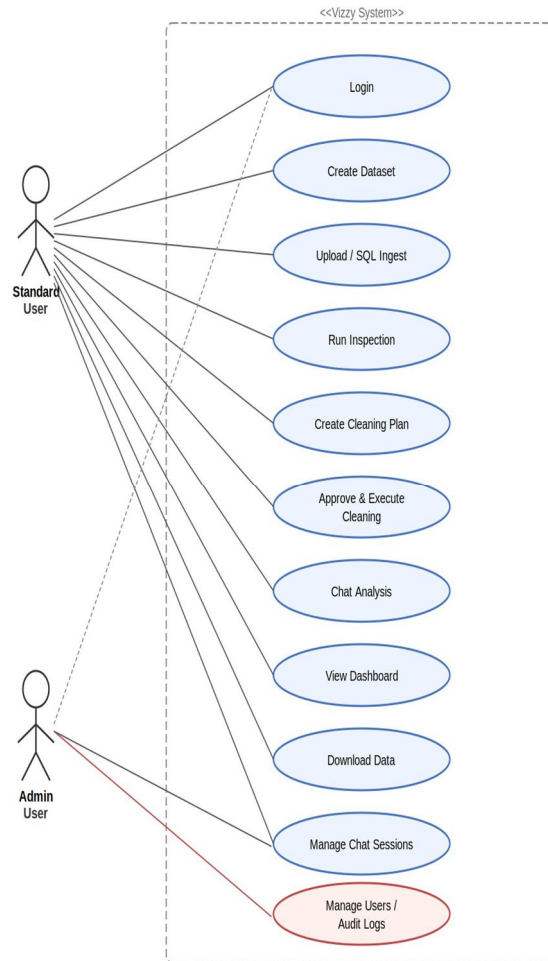 <<Vizzy System>>
Login
Create Dataset
Upload / SQL Ingest
Standard
User
Run Inspection
Create Cleaning Plan
Approve & Execute
Cleaning
Chat Analysis
View Dashboard
Download Data
Admin
User
Manage Chat Sessions
Manage Users /
Audit Logs